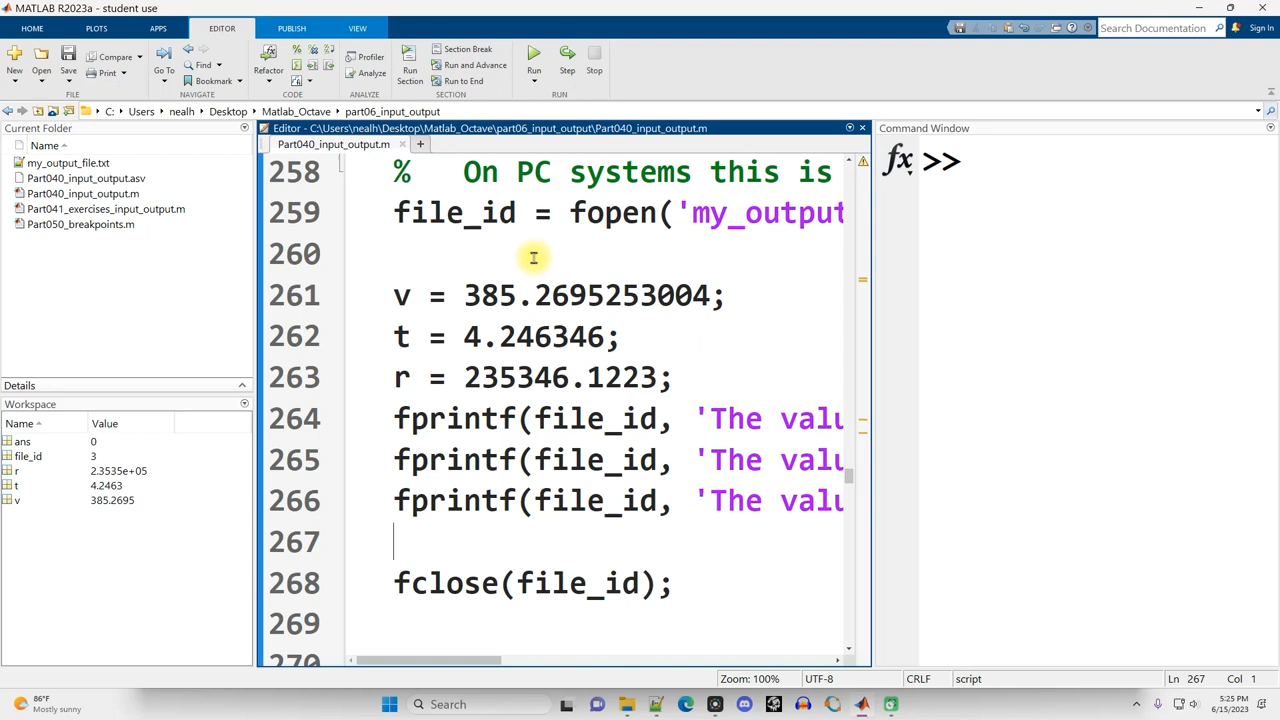 MATLAB R2023a - student use
HOME PLOTS APPS EDITOR PUBLISH VIEW
Search Documentation
Sign In
New Open Save Compare Print
Go To Find Bookmark
Refactor
Profiler Analyze
Run Section
Section Break
Run and Advance
Run to End
Run Step Stop
FILE NAVIGATE CODE ANALYZE SECTION RUN
C: Users nealh Desktop Matlab_Octave part06_input_output
Current Folder
Name
my_output_file.txt
Part040_input_output.asv
Part040_input_output.m
Part041_exercises_input_output.m
Part050_breakpoints.m
Details
Workspace
Name Value
ans 0
file_id 3
r 2.3535e+05
t 4.2463
v 385.2695
Editor - C:\Users\nealh\Desktop\Matlab_Octave\part06_input_output\Part040_input_output.m
Part040_input_output.m
258 % On PC systems this is
259 file_id = fopen('my_output
260
261 v = 385.2695253004;
262 t = 4.246346;
263 r = 235346.1223;
264 fprintf(file_id, 'The valu
265 fprintf(file_id, 'The valu
266 fprintf(file_id, 'The valu
267
268 fclose(file_id);
269
270
Command Window
fx >>
Zoom: 100% UTF-8 CRLF script Ln 267 Col 1
86°F
Mostly sunny
Search
5:25 PM
6/15/2023